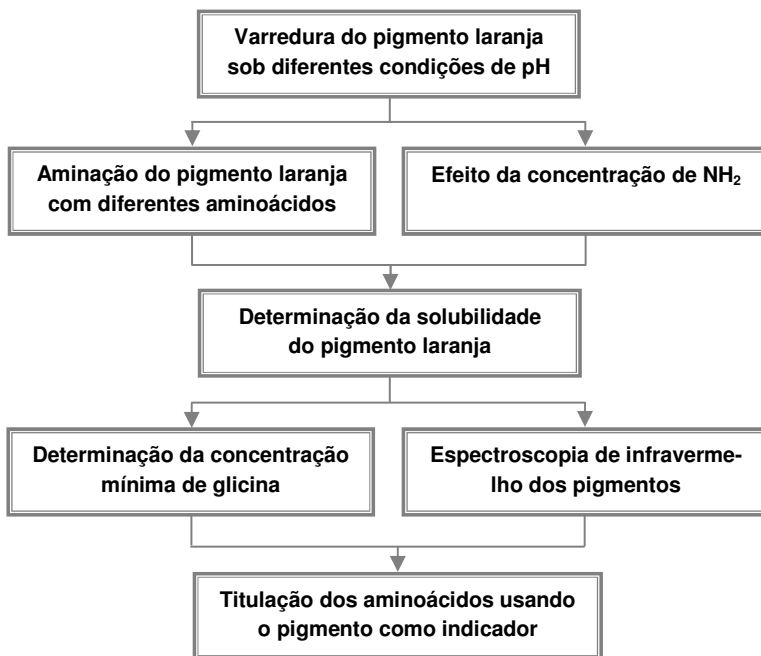 Varredura do pigmento laranja
sob diferentes condições de pH
Aminação do pigmento laranja
com diferentes aminoácidos
Efeito da concentração de NH₂
Determinação da solubilidade
do pigmento laranja
Determinação da concentração
mínima de glicina
Espectroscopia de infraverme-
lho dos pigmentos
Titulação dos aminoácidos usando
o pigmento como indicador